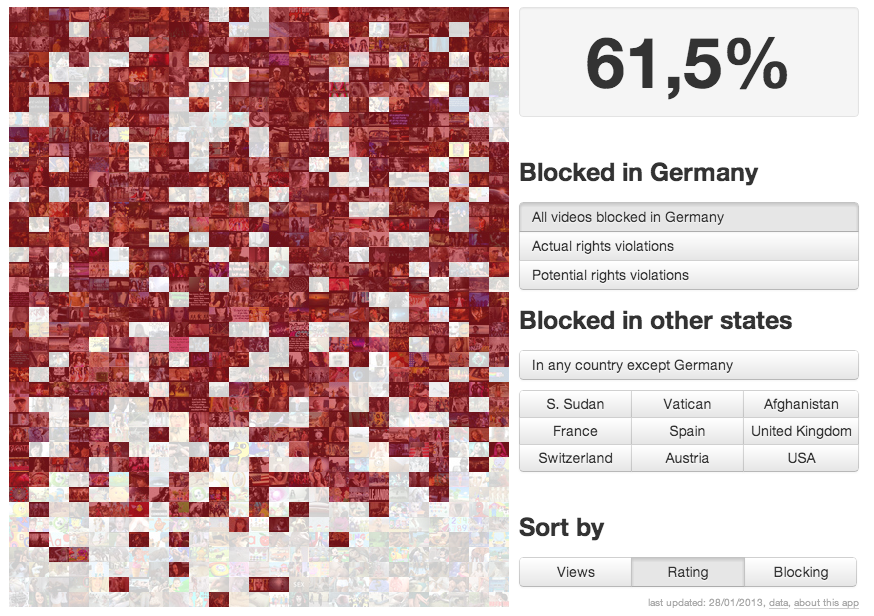 61,5%
Blocked in Germany
All videos blocked in Germany
Actual rights violations
Potential rights violations
Blocked in other states
In any country except Germany
S. Sudan Vatican Afghanistan
France Spain United Kingdom
Switzerland Austria USA
Sort by
Views Rating Blocking
last updated: 28/01/2013, data, about this app